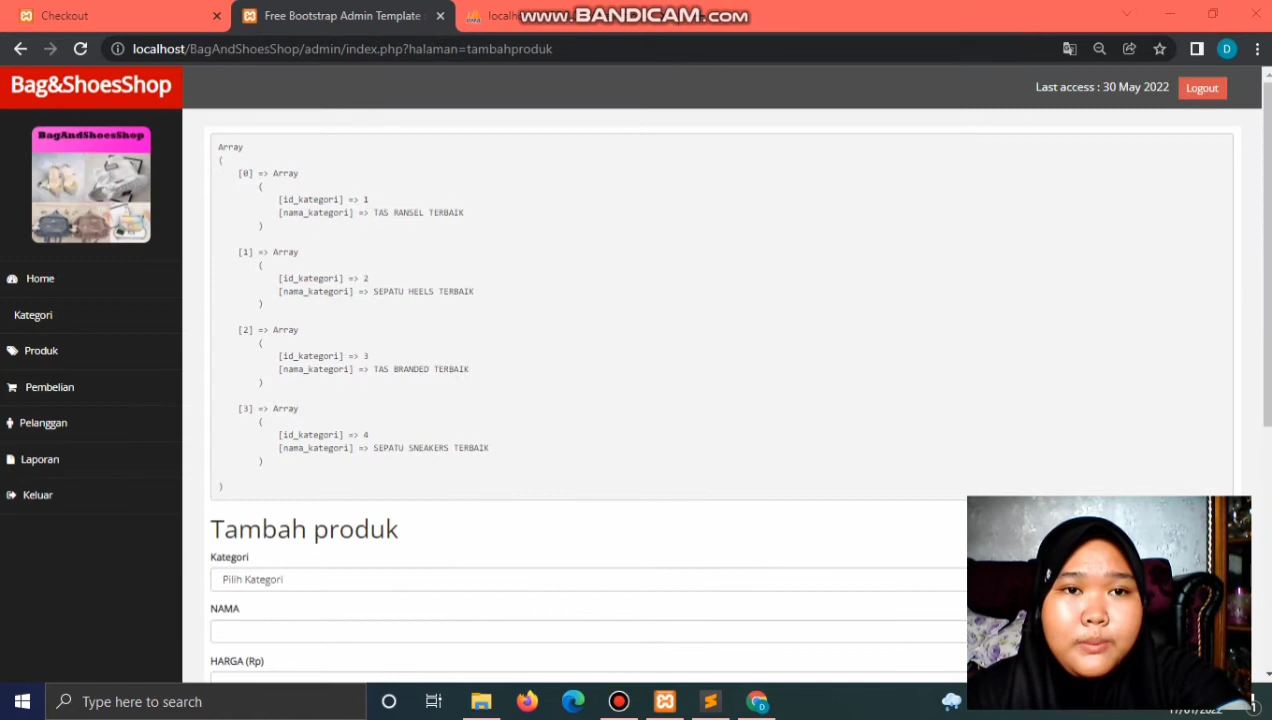 Checkout
Free Bootstrap Admin Template
localh
www.BANDICAM.com
localhost/BagAndShoesShop/admin/index.php?halaman=tambahproduk
D
Bag&ShoesShop
Last access : 30 May 2022
Logout
BagAndShoesShop
Home
Kategori
Produk
Pembelian
Pelanggan
Laporan
Keluar
Array
(
[0] => Array
(
[id_kategori] => 1
[nama_kategori] => TAS RANSEL TERBAIK
)
[1] => Array
(
[id_kategori] => 2
[nama_kategori] => SEPATU HEELS TERBAIK
)
[2] => Array
(
[id_kategori] => 3
[nama_kategori] => TAS BRANDED TERBAIK
)
[3] => Array
(
[id_kategori] => 4
[nama_kategori] => SEPATU SNEAKERS TERBAIK
)
)
Tambah produk
Kategori
Pilih Kategori
NAMA
HARGA (Rp)
Type here to search